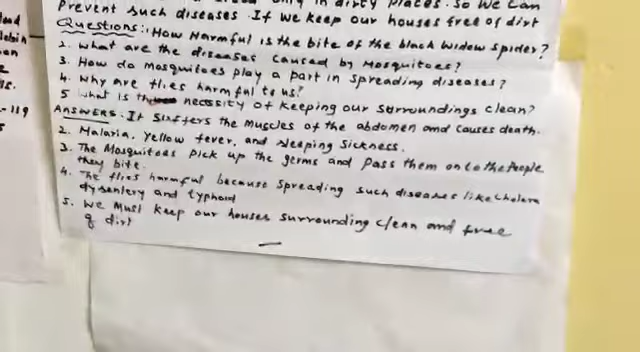 Prevent such diseases. If we keep our houses free of dirt
Questions: 1. How Harmful is the bite of the black widow spider?
2. what are the diseases caused by Mosquitoes?
3. How do mosquitoes play a part in spreading diseases?
4. Why are flies harmful to us?
5 what is necssity of keeping our surroundings clean?
Answers. It stiffers the Muscles of the abdomen and causes death.
2. Malaria, yellow fever, and sleeping Sickness.
3. The Mosquitoes pick up the germs and pass them on to the People
they bite.
4. The flies harmful because spreading such diseases like cholera
dysentery and typhoid
5. we Must keep our houses surrounding clean and free
of dirt
119